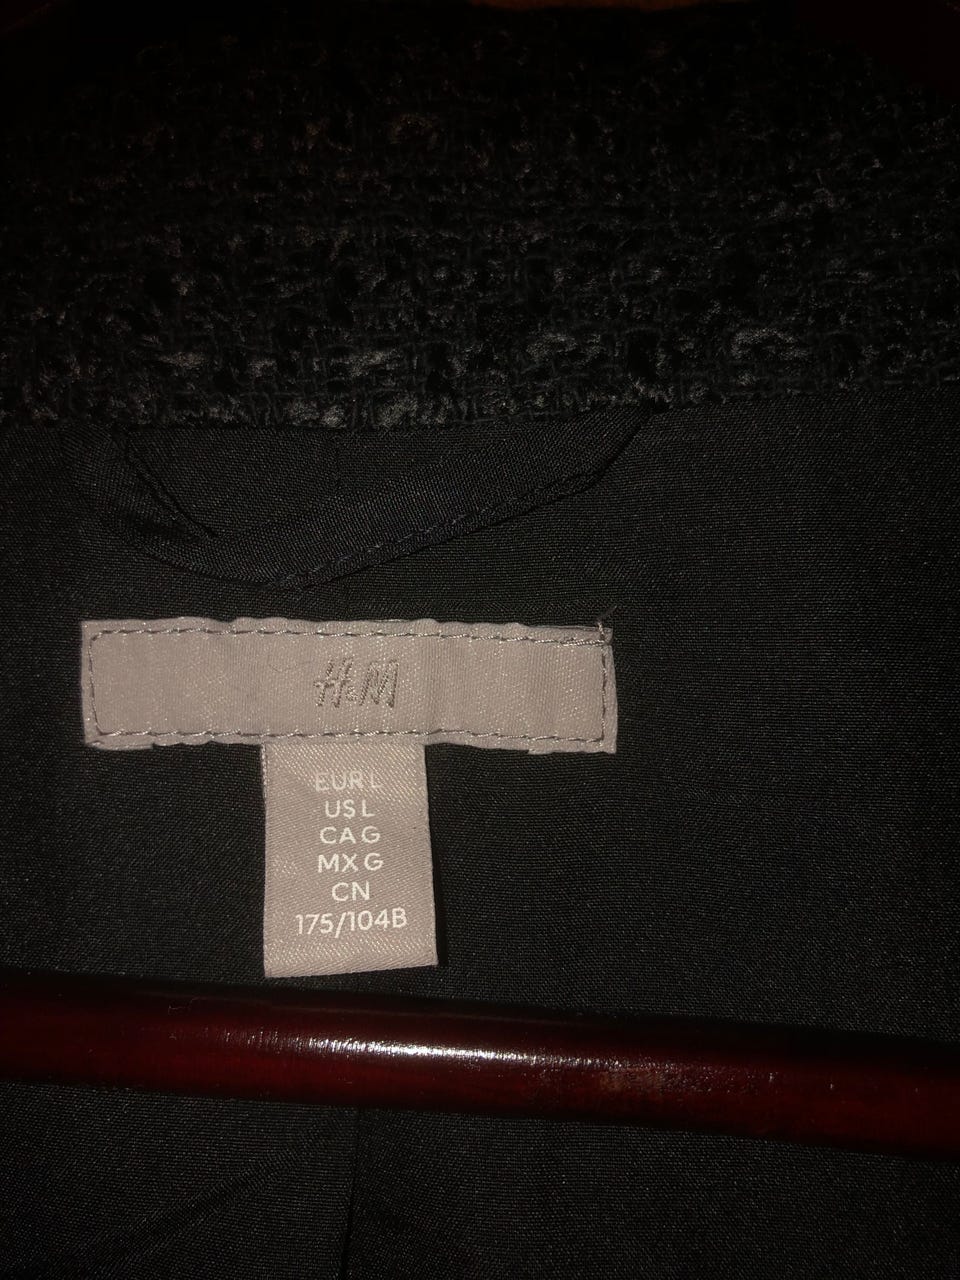 H&M
EUR L
US L
CA G
MX G
CN
175/104B